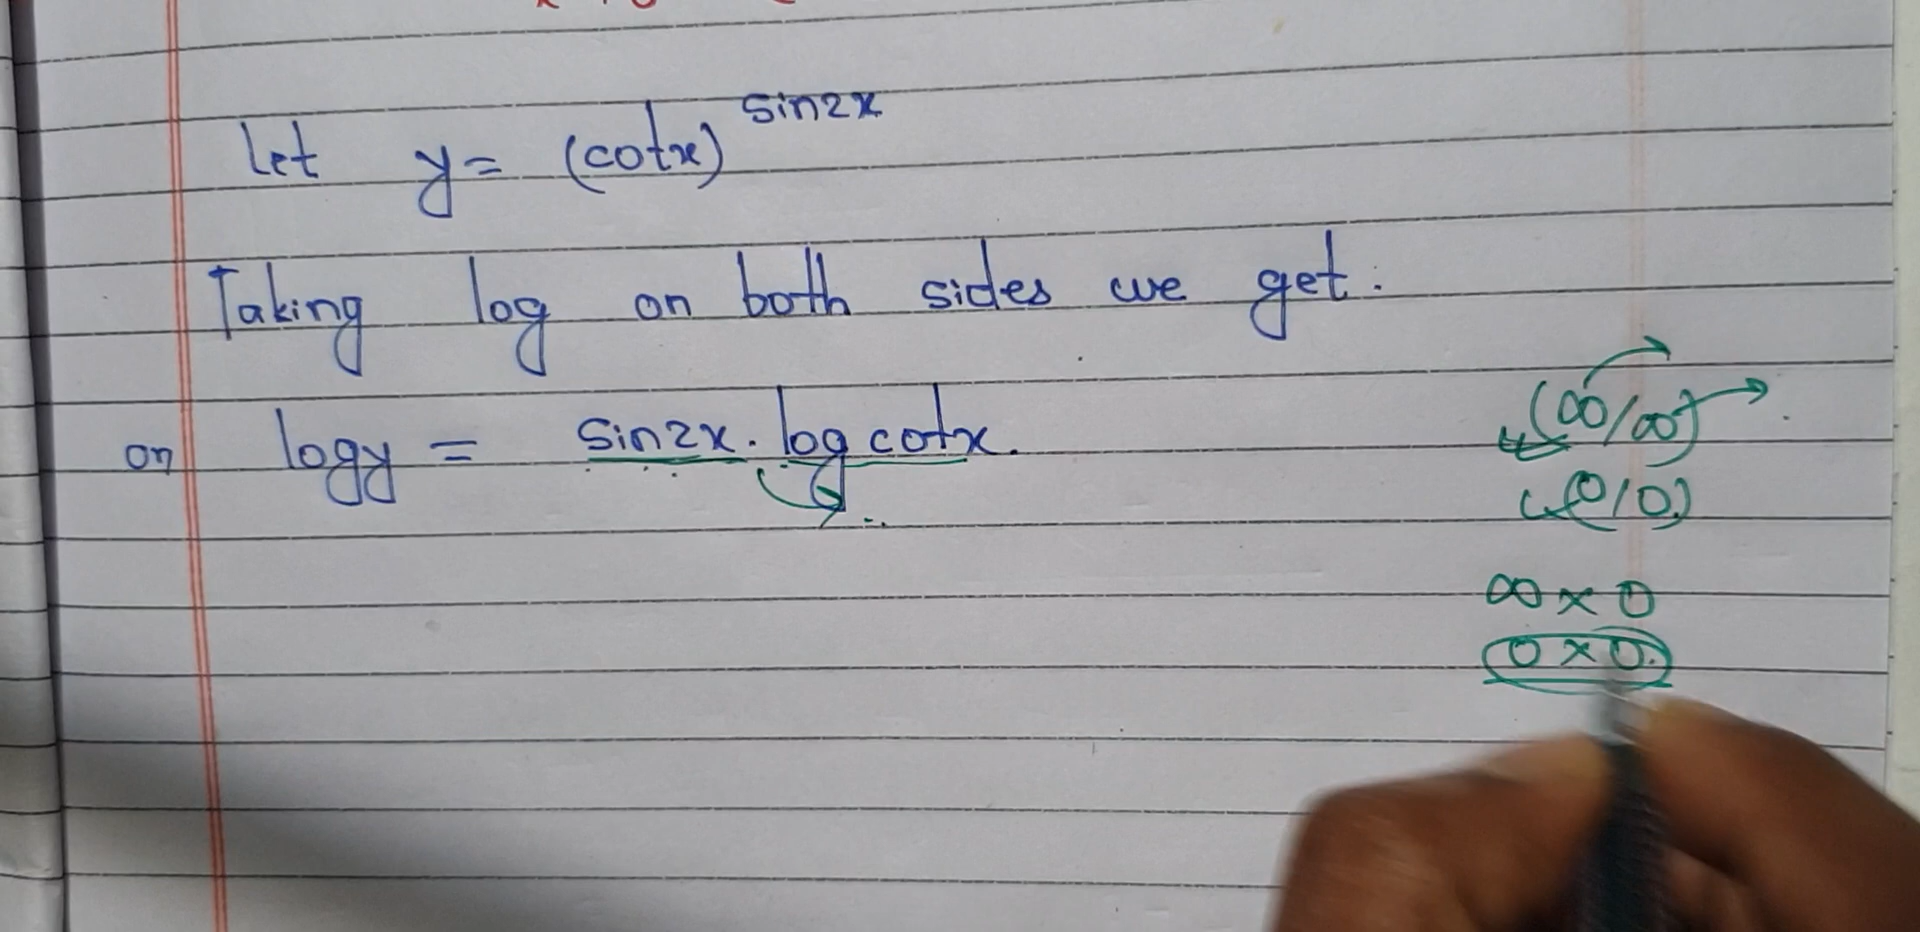 Let y = (cotx)^sin2x
Taking log on both sides we get.
or logy = sin2x. log cotx.
(∞/∞)
(0/0)
∞ × 0
0 × 0.